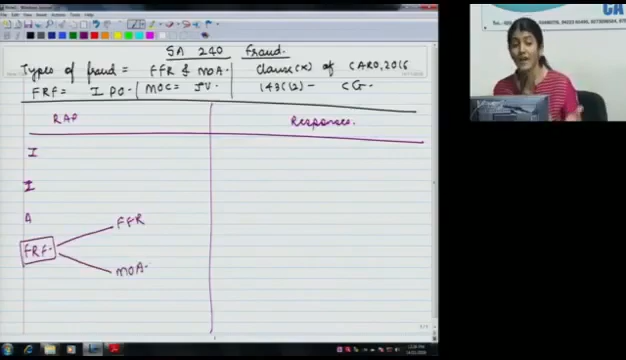 SA 240 Fraud.
Types of fraud = FFR & MOA. Clause (x) of CARO, 2016
FRF = IPO. / MOC = JV. 143(12) - CG.
RAP Responses.
I
I
A
FFR
FRF.
MOA.
CA